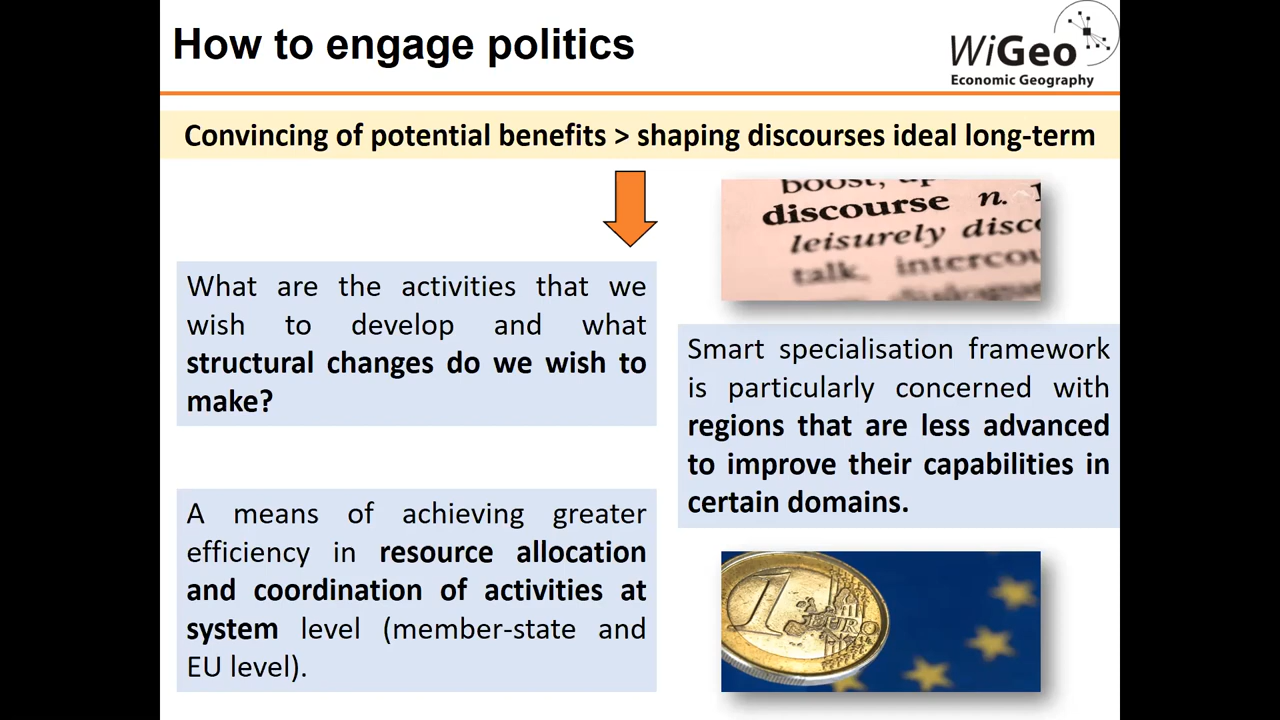 How to engage politics
WiGeo
Economic Geography
Convincing of potential benefits > shaping discourses ideal long-term
discourse n.
leisurely
talk,
What are the activities that we
wish to develop and what
structural changes do we wish to
make?
Smart specialisation framework
is particularly concerned with
regions that are less advanced
to improve their capabilities in
certain domains.
A means of achieving greater
efficiency in resource allocation
and coordination of activities at
system level (member-state and
EU level).
1
EURO